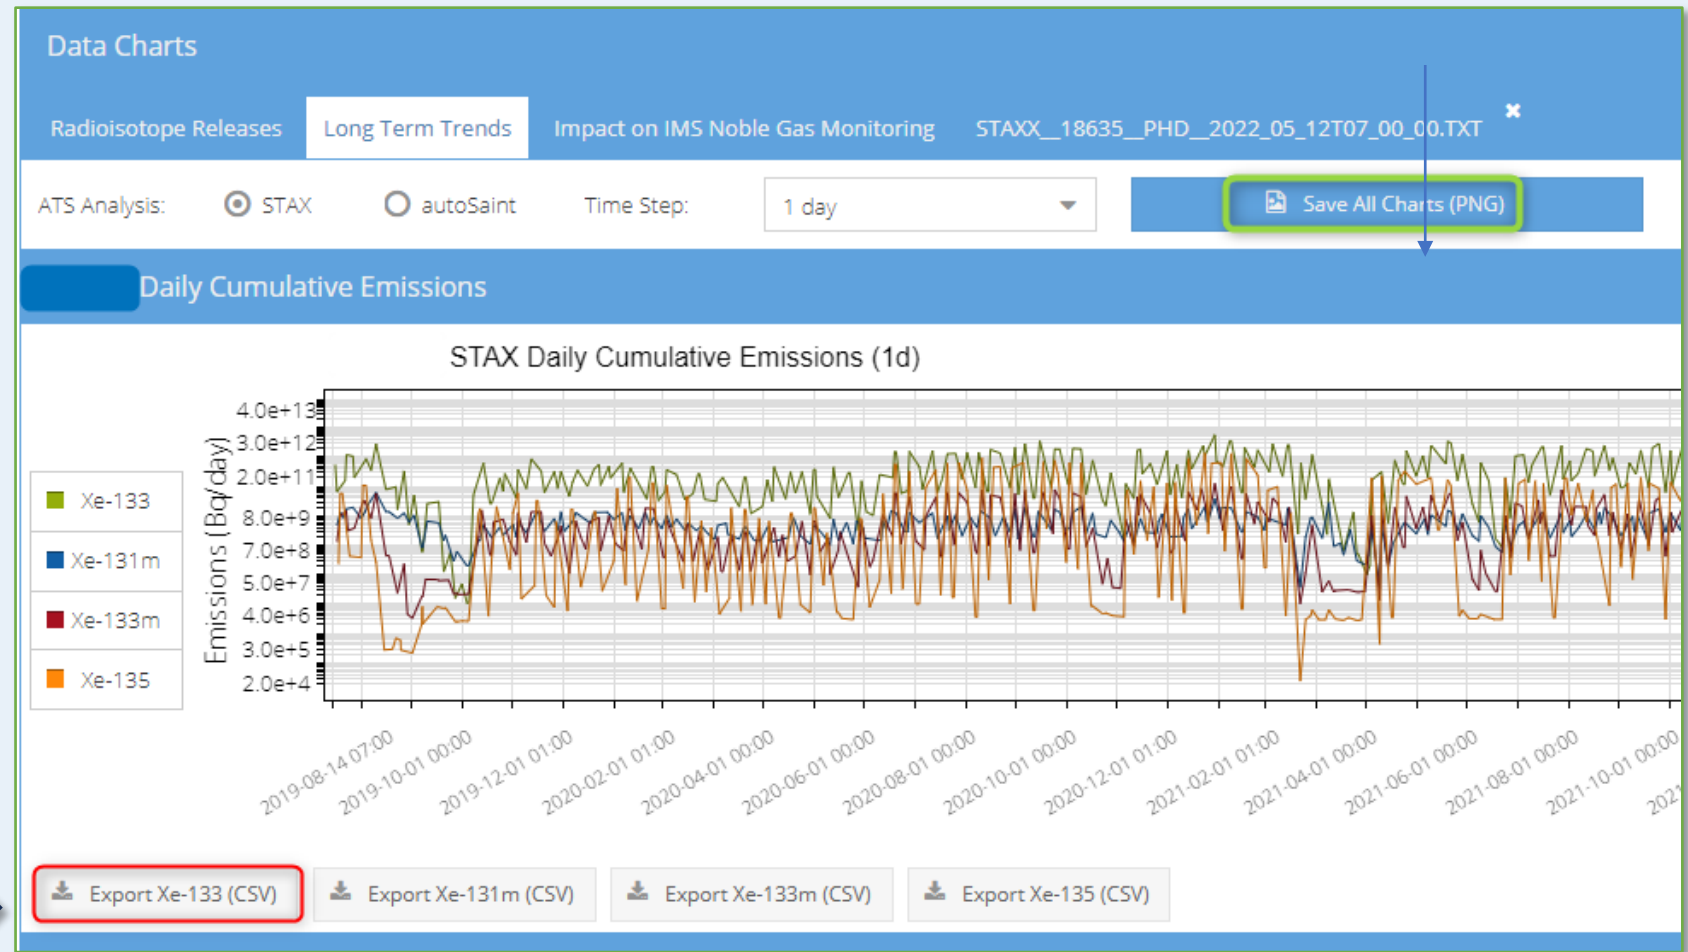 Data Charts
Radioisotope Releases Long Term Trends Impact on IMS Noble Gas Monitoring STAXX__18635__PHD__2022_05_12T07_00_00.TXT ✖
ATS Analysis: STAX autoSaint Time Step: 1 day Save All Charts (PNG)
Daily Cumulative Emissions
STAX Daily Cumulative Emissions (1d)
Emissions (Bq/day)
4.0e+13
3.0e+12
2.0e+11
8.0e+9
7.0e+8
5.0e+7
4.0e+6
3.0e+5
2.0e+4
Xe-133
Xe-131m
Xe-133m
Xe-135
2019-08-14 07:00
2019-10-01 00:00
2019-12-01 01:00
2020-02-01 01:00
2020-04-01 00:00
2020-06-01 00:00
2020-08-01 00:00
2020-10-01 00:00
2020-12-01 01:00
2021-02-01 01:00
2021-04-01 00:00
2021-06-01 00:00
2021-08-01 00:00
2021-10-01 00:00
Export Xe-133 (CSV) Export Xe-131m (CSV) Export Xe-133m (CSV) Export Xe-135 (CSV)